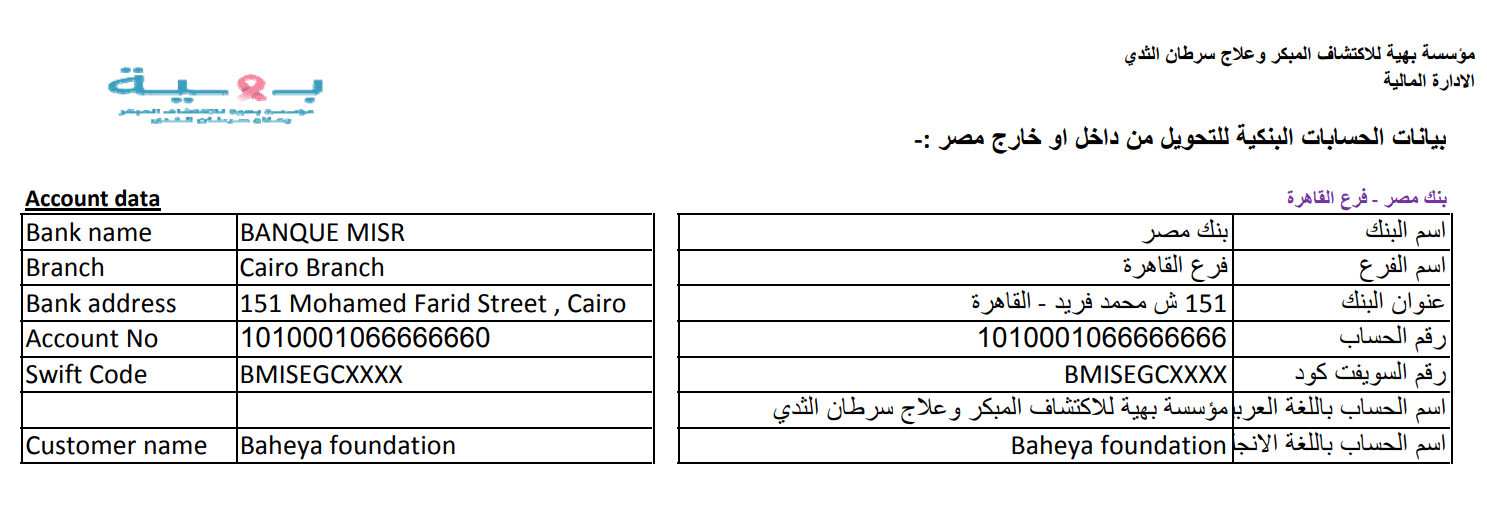 مؤسسة بهية للاكتشاف المبكر وعلاج سرطان الثدي
الادارة المالية
بهية
مؤسسة بهية للاكتشاف المبكر
وعلاج سرطان الثدي
بيانات الحسابات البنكية للتحويل من داخل او خارج مصر :-
Account data
Bank name BANQUE MISR
Branch Cairo Branch
Bank address 151 Mohamed Farid Street , Cairo
Account No 1010001066666660
Swift Code BMISEGCXXXX
Customer name Baheya foundation
بنك مصر - فرع القاهرة
اسم البنك بنك مصر
اسم الفرع فرع القاهرة
عنوان البنك 151 ش محمد فريد - القاهرة
رقم الحساب 1010001066666666
رقم السويفت كود BMISEGCXXXX
اسم الحساب باللغة العرب مؤسسة بهية للاكتشاف المبكر وعلاج سرطان الثدي
اسم الحساب باللغة الانجا Baheya foundation